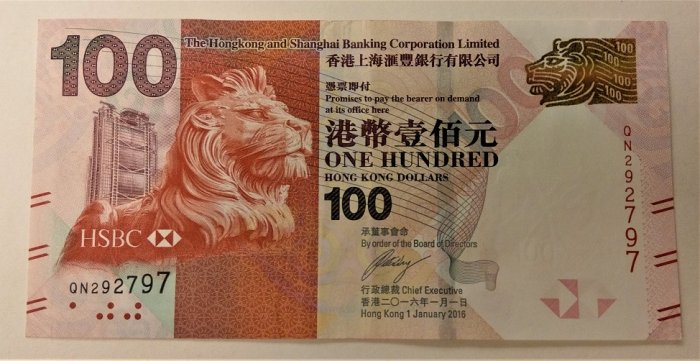 100
The Hongkong and Shanghai Banking Corporation Limited
香港上海滙豐銀行有限公司
憑票即付
Promises to pay the bearer on demand
at its office here
港幣壹佰元
ONE HUNDRED
HONG KONG DOLLARS
100
承董事會命
By order of the Board of Directors
行政總裁 Chief Executive
香港二〇一六年一月一日
Hong Kong 1 January 2016
HSBC
QN292797
100
100
100
100
QN292797
100